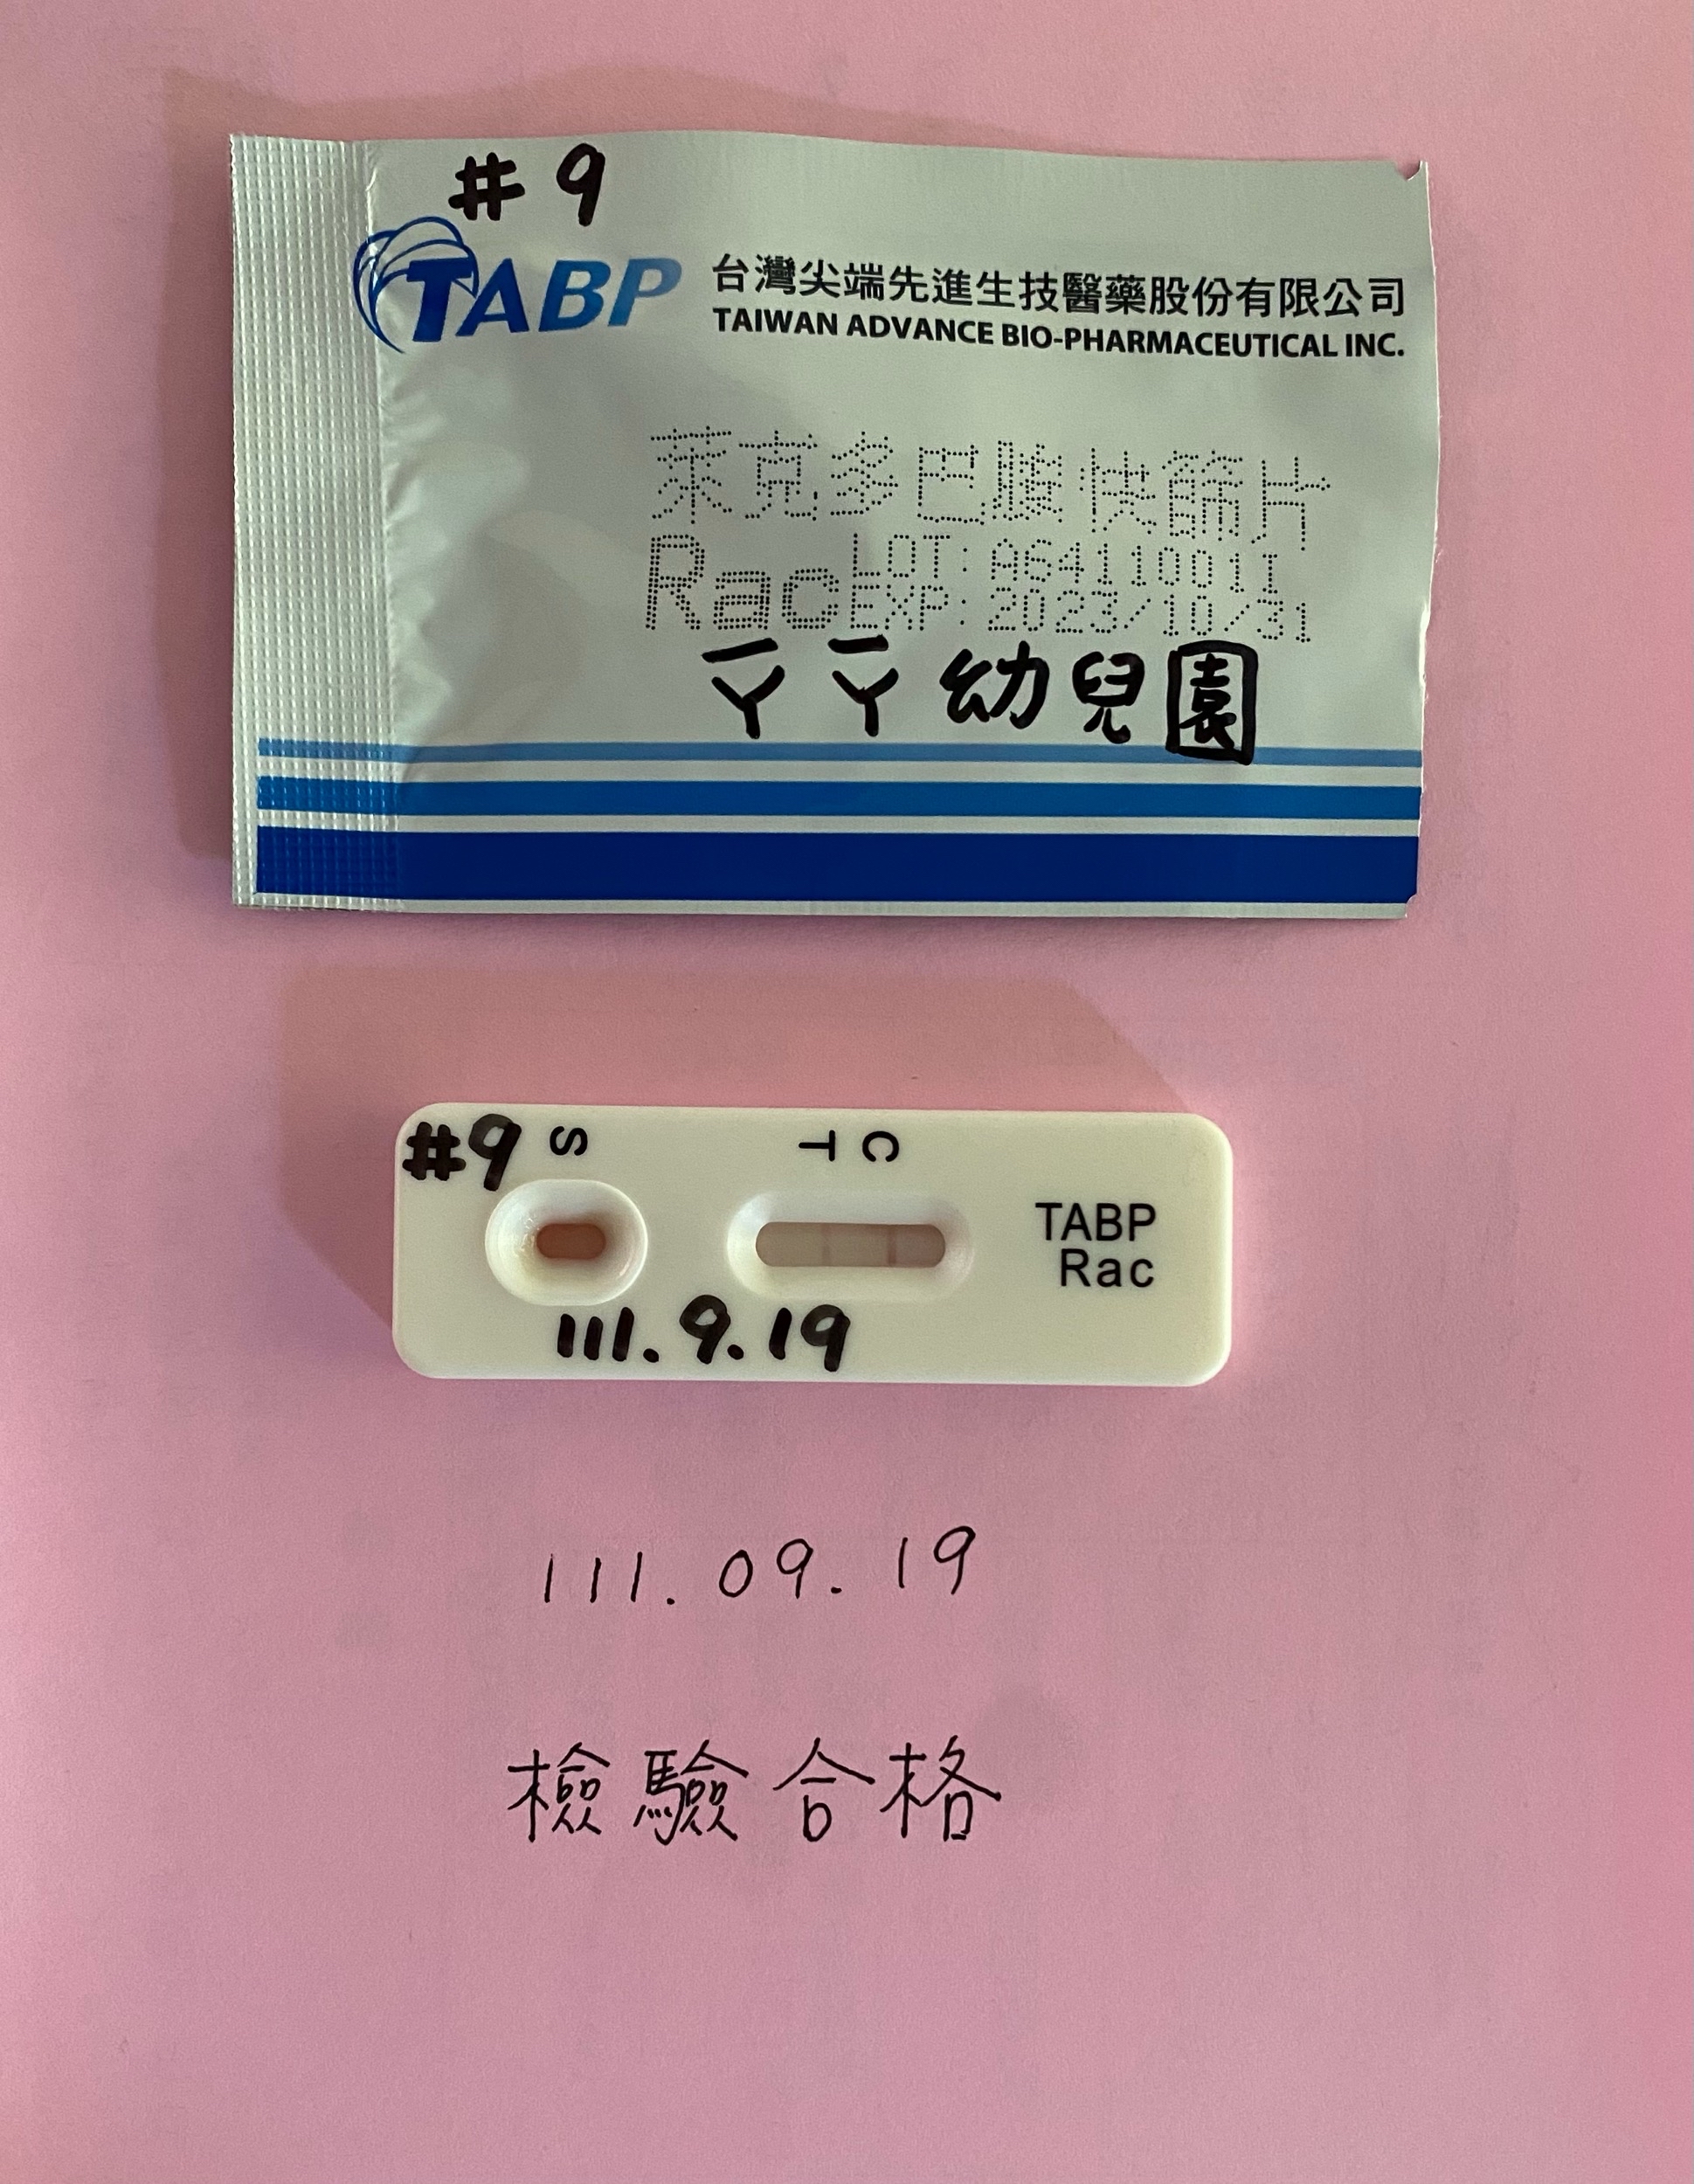 #9
TABP 台灣尖端先進生技醫藥股份有限公司
TAIWAN ADVANCE BIO-PHARMACEUTICAL INC.
萊克多巴胺快篩片
Rac LOT: A64110011
EXP: 2023/10/31
ㄚㄚ幼兒園
#9 S T C
TABP
Rac
111.9.19
111.09.19
檢驗合格